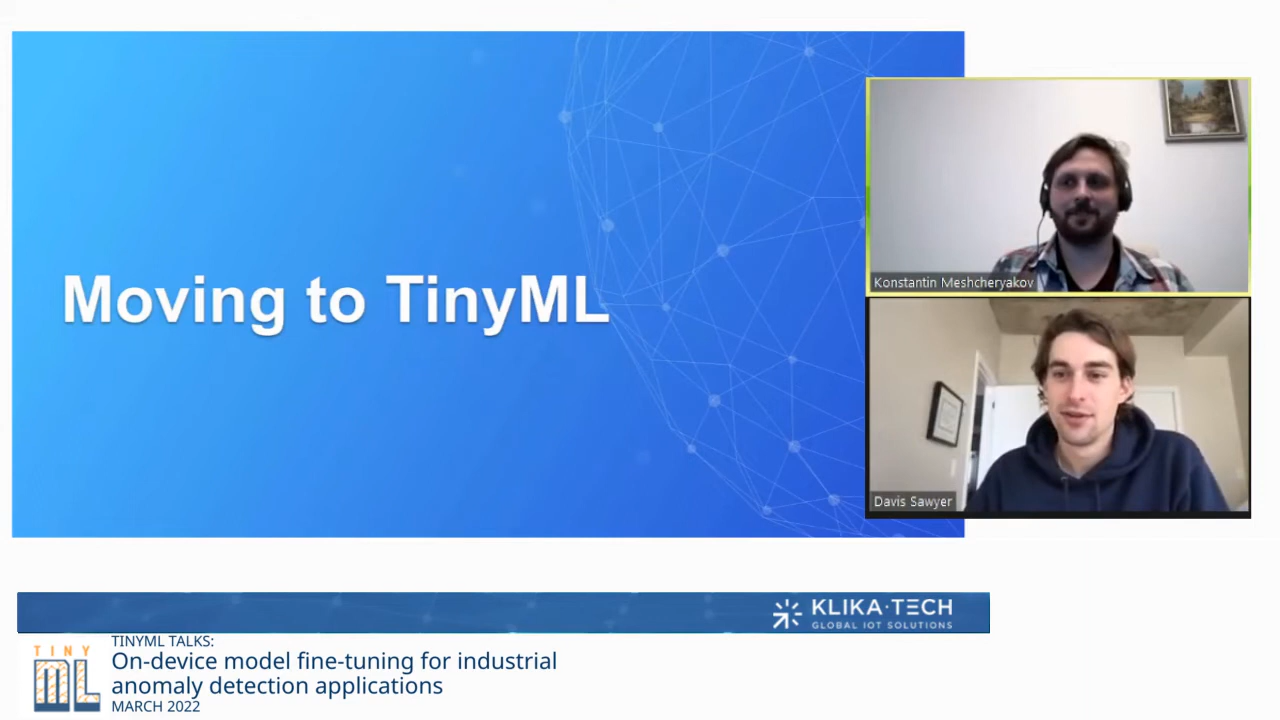 Moving to TinyML
Konstantin Meshcheryakov
Davis Sawyer
KLIKA·TECH
GLOBAL IOT SOLUTIONS
TINY
ML
TINYML TALKS:
On-device model fine-tuning for industrial
anomaly detection applications
MARCH 2022